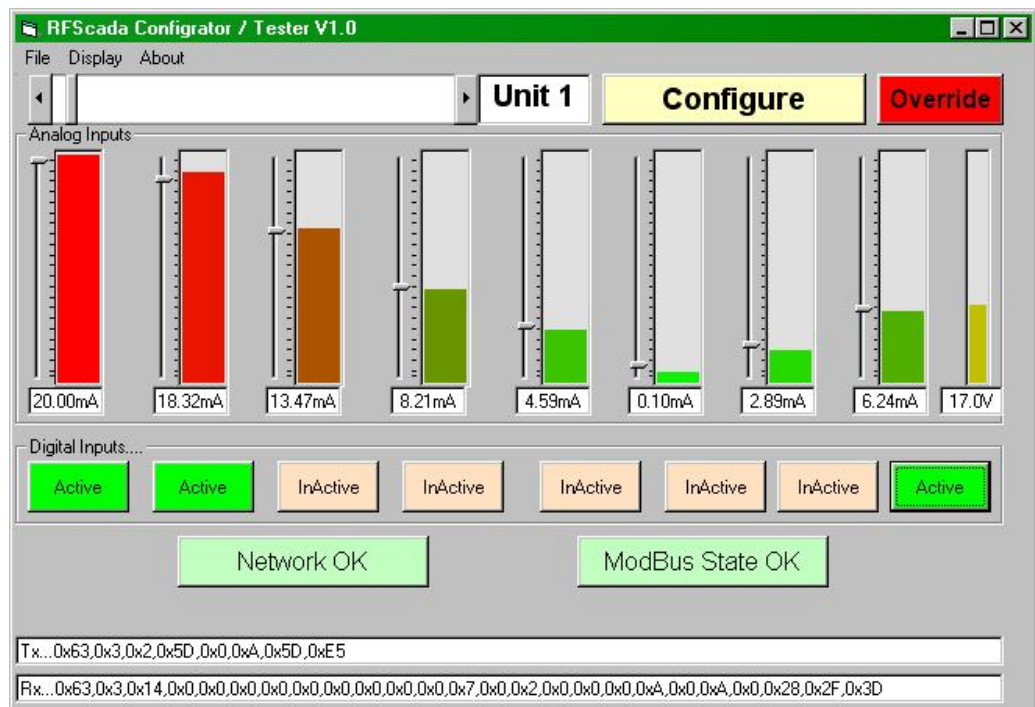 RFScada Configrator / Tester V1.0
File Display About
Unit 1 Configure Override
Analog Inputs
20.00mA 18.32mA 13.47mA 8.21mA 4.59mA 0.10mA 2.89mA 6.24mA 17.0V
Digital Inputs....
Active Active InActive InActive InActive InActive InActive Active
Network OK ModBus State OK
Tx...0x63,0x3,0x2,0x5D,0x0,0xA,0x5D,0xE5
Rx...0x63,0x3,0x14,0x0,0x0,0x0,0x0,0x0,0x0,0x0,0x0,0x0,0x7,0x0,0x2,0x0,0x0,0x0,0xA,0x0,0xA,0x0,0x28,0x2F,0x3D